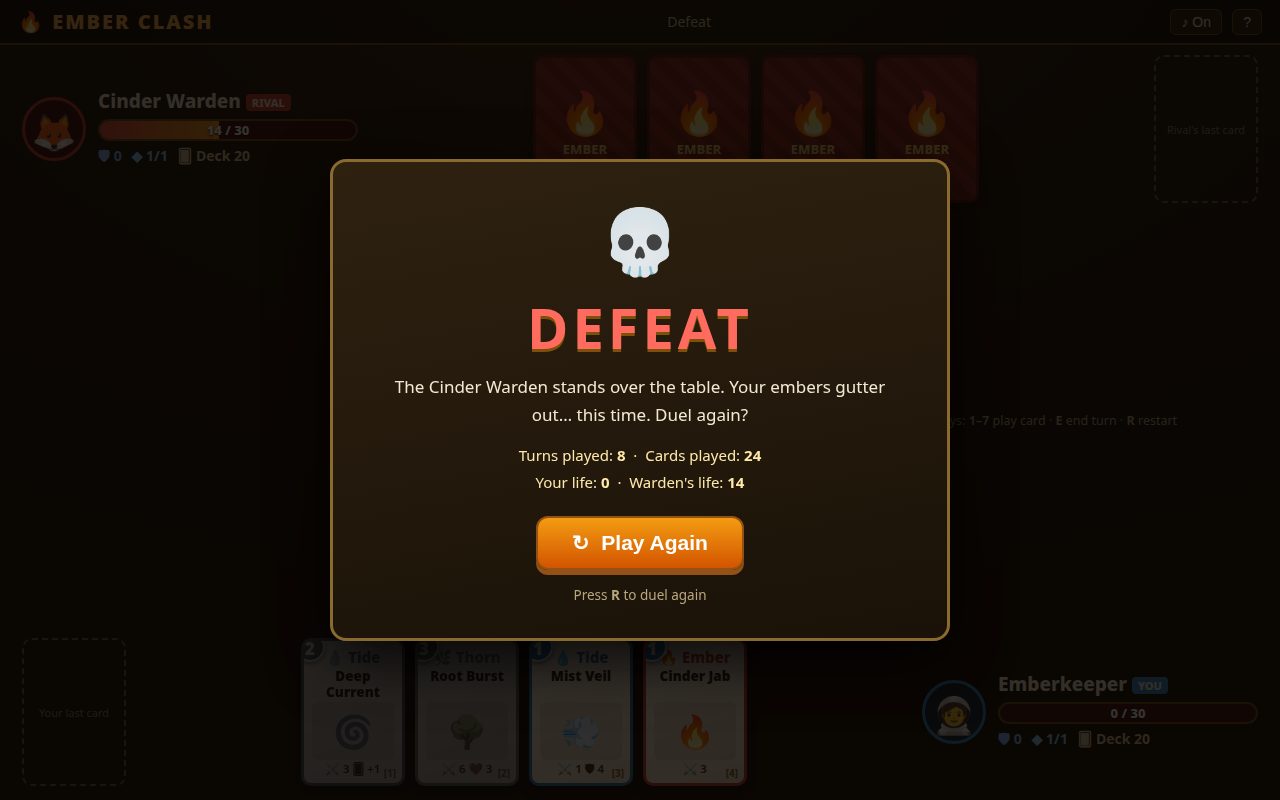 EMBER CLASH
Defeat
♪ On
?
Cinder Warden RIVAL
14 / 30
0 1/1 Deck 20
EMBER
EMBER
EMBER
EMBER
Rival's last card
DEFEAT
The Cinder Warden stands over the table. Your embers gutter
out... this time. Duel again?
Turns played: 8 · Cards played: 24
Your life: 0 · Warden's life: 14
↻ Play Again
Press R to duel again
1–7 play card · E end turn · R restart
Your last card
2 Tide
Deep
Current
3 +1 [1]
3 Thorn
Root Burst
6 3 [2]
1 Tide
Mist Veil
1 4 [3]
1 Ember
Cinder Jab
3 [4]
Emberkeeper YOU
0 / 30
0 1/1 Deck 20